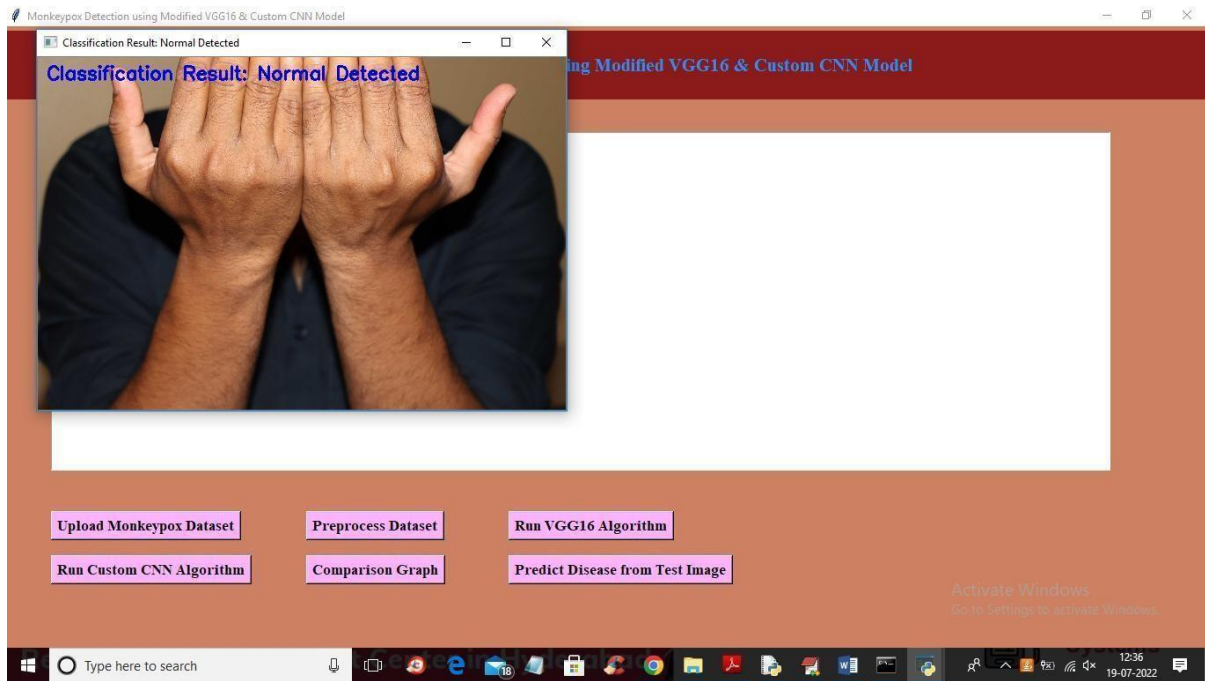 Monkeypox Detection using Modified VGG16 & Custom CNN Model
Classification Result: Normal Detected
Classification Result: Normal Detected
ing Modified VGG16 & Custom CNN Model
Upload Monkeypox Dataset
Preprocess Dataset
Run VGG16 Algorithm
Run Custom CNN Algorithm
Comparison Graph
Predict Disease from Test Image
Activate Windows
Go to Settings to activate Windows.
Systems
Type here to search
18
12:36
19-07-2022